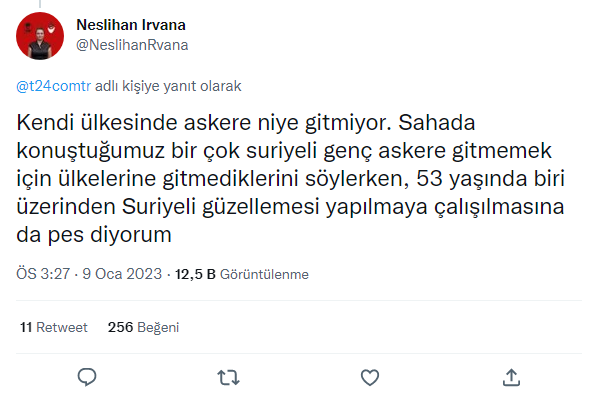 Neslihan Irvana
@NeslihanRvana
@t24comtr adlı kişiye yanıt olarak
Kendi ülkesinde askere niye gitmiyor. Sahada
konuştuğumuz bir çok suriyeli genç askere gitmemek
için ülkelerine gitmediklerini söylerken, 53 yaşında biri
üzerinden Suriyeli güzellemesi yapılmaya çalışılmasına
da pes diyorum
ÖS 3:27 · 9 Oca 2023 · 12,5 B Görüntülenme
11 Retweet 256 Beğeni